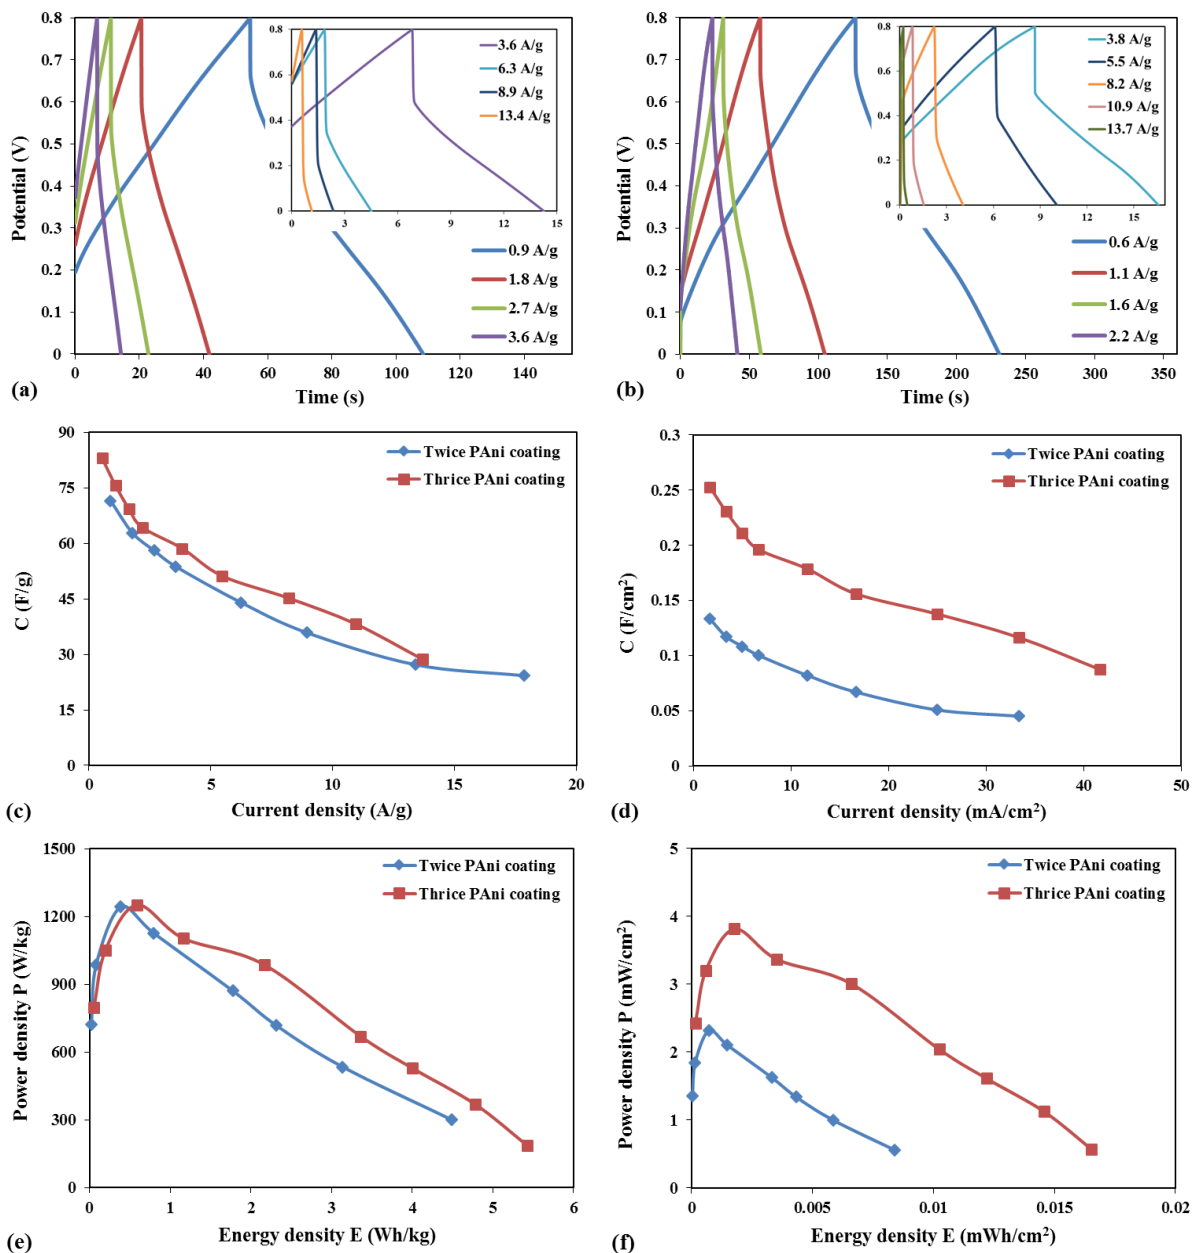 0.8
0.7
0.6
0.5
0.4
0.3
0.2
0.1
0
Potential (V)
0 20 40 60 80 100 120 140
Time (s)
(a)
0.8
0.6
0.4
0.2
0
0 3 6 9 12 15
3.6 A/g
6.3 A/g
8.9 A/g
13.4 A/g
0.9 A/g
1.8 A/g
2.7 A/g
3.6 A/g
0.8
0.7
0.6
0.5
0.4
0.3
0.2
0.1
0
Potential (V)
0 50 100 150 200 250 300 350
Time (s)
(b)
0.8
0.6
0.4
0.2
0
0 3 6 9 12 15
3.8 A/g
5.5 A/g
8.2 A/g
10.9 A/g
13.7 A/g
0.6 A/g
1.1 A/g
1.6 A/g
2.2 A/g
90
75
60
45
30
15
0
C (F/g)
0 5 10 15 20
Current density (A/g)
(c)
Twice PAni coating
Thrice PAni coating
0.3
0.25
0.2
0.15
0.1
0.05
0
C (F/cm²)
0 10 20 30 40 50
Current density (mA/cm²)
(d)
Twice PAni coating
Thrice PAni coating
1500
1200
900
600
300
0
Power density P (W/kg)
0 1 2 3 4 5 6
Energy density E (Wh/kg)
(e)
Twice PAni coating
Thrice PAni coating
5
4
3
2
1
0
Power density P (mW/cm²)
0 0.005 0.01 0.015 0.02
Energy density E (mWh/cm²)
(f)
Twice PAni coating
Thrice PAni coating